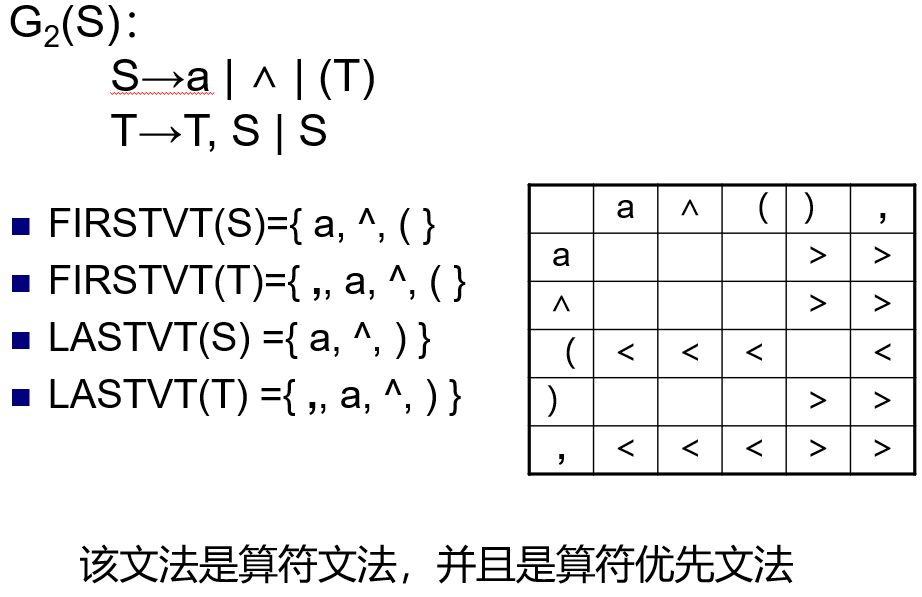 G₂(S):
S→a | ∧ | (T)
T→T, S | S
FIRSTVT(S)={ a, ^, ( }
FIRSTVT(T)={ ,, a, ^, ( }
LASTVT(S) ={ a, ^, ) }
LASTVT(T) ={ ,, a, ^, ) }
a ∧ ( ) ,
a > >
∧ > >
( < < < <
) > >
, < < < > >
该文法是算符文法，并且是算符优先文法